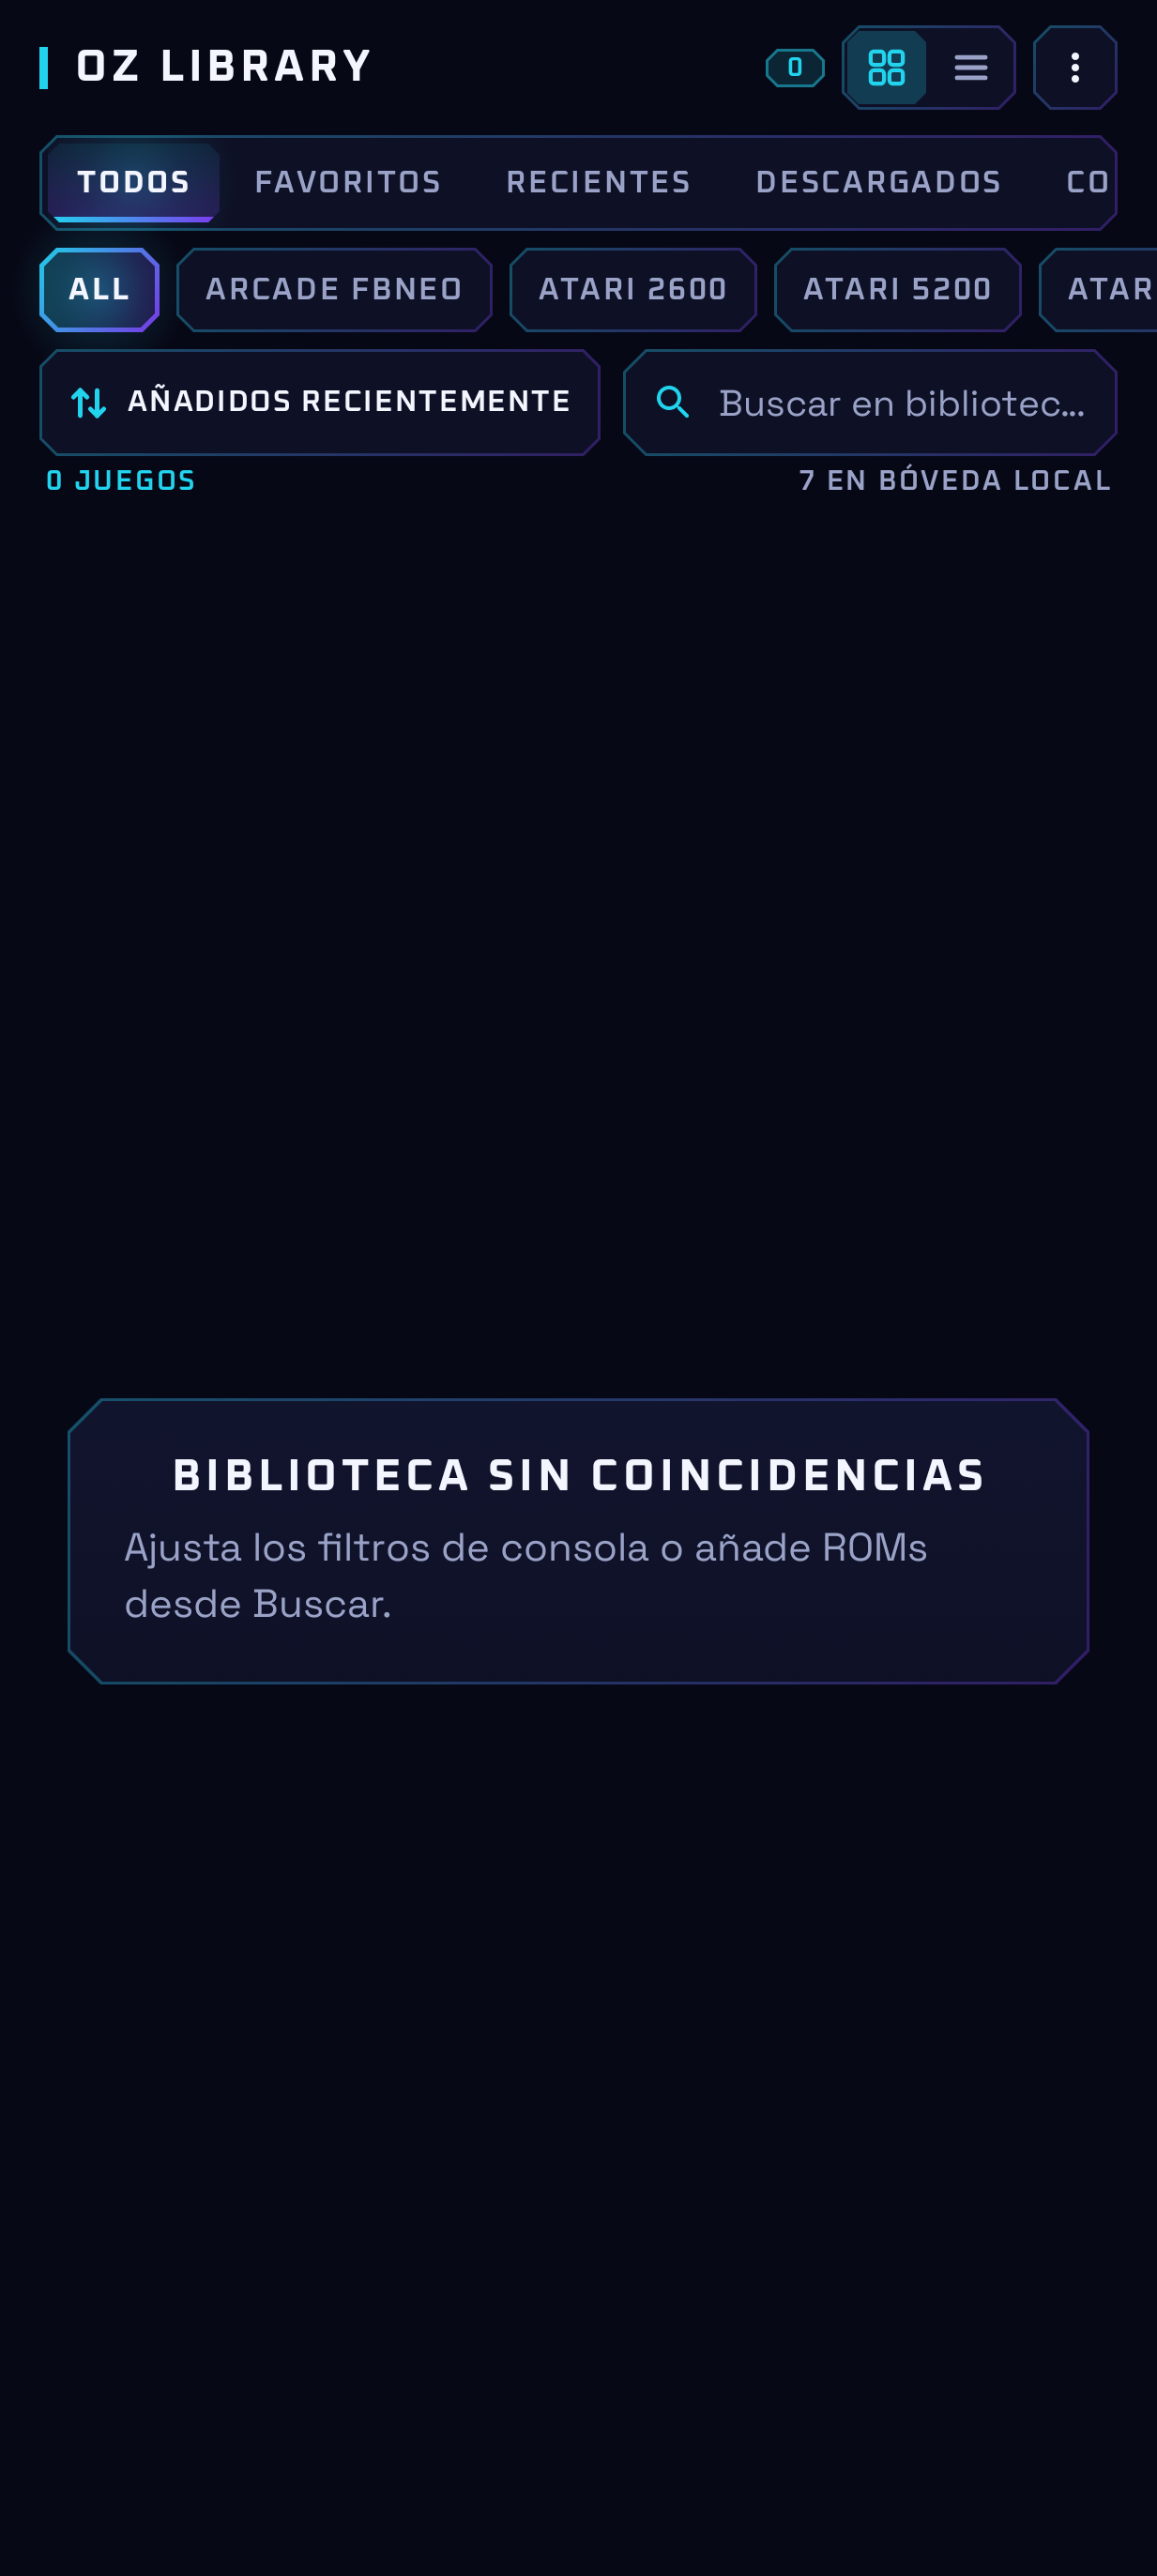 OZ LIBRARY
0
TODOS FAVORITOS RECIENTES DESCARGADOS CO
ALL ARCADE FBNEO ATARI 2600 ATARI 5200 ATAR
AÑADIDOS RECIENTEMENTE Buscar en bibliotec...
0 JUEGOS 7 EN BÓVEDA LOCAL
BIBLIOTECA SIN COINCIDENCIAS
Ajusta los filtros de consola o añade ROMs
desde Buscar.